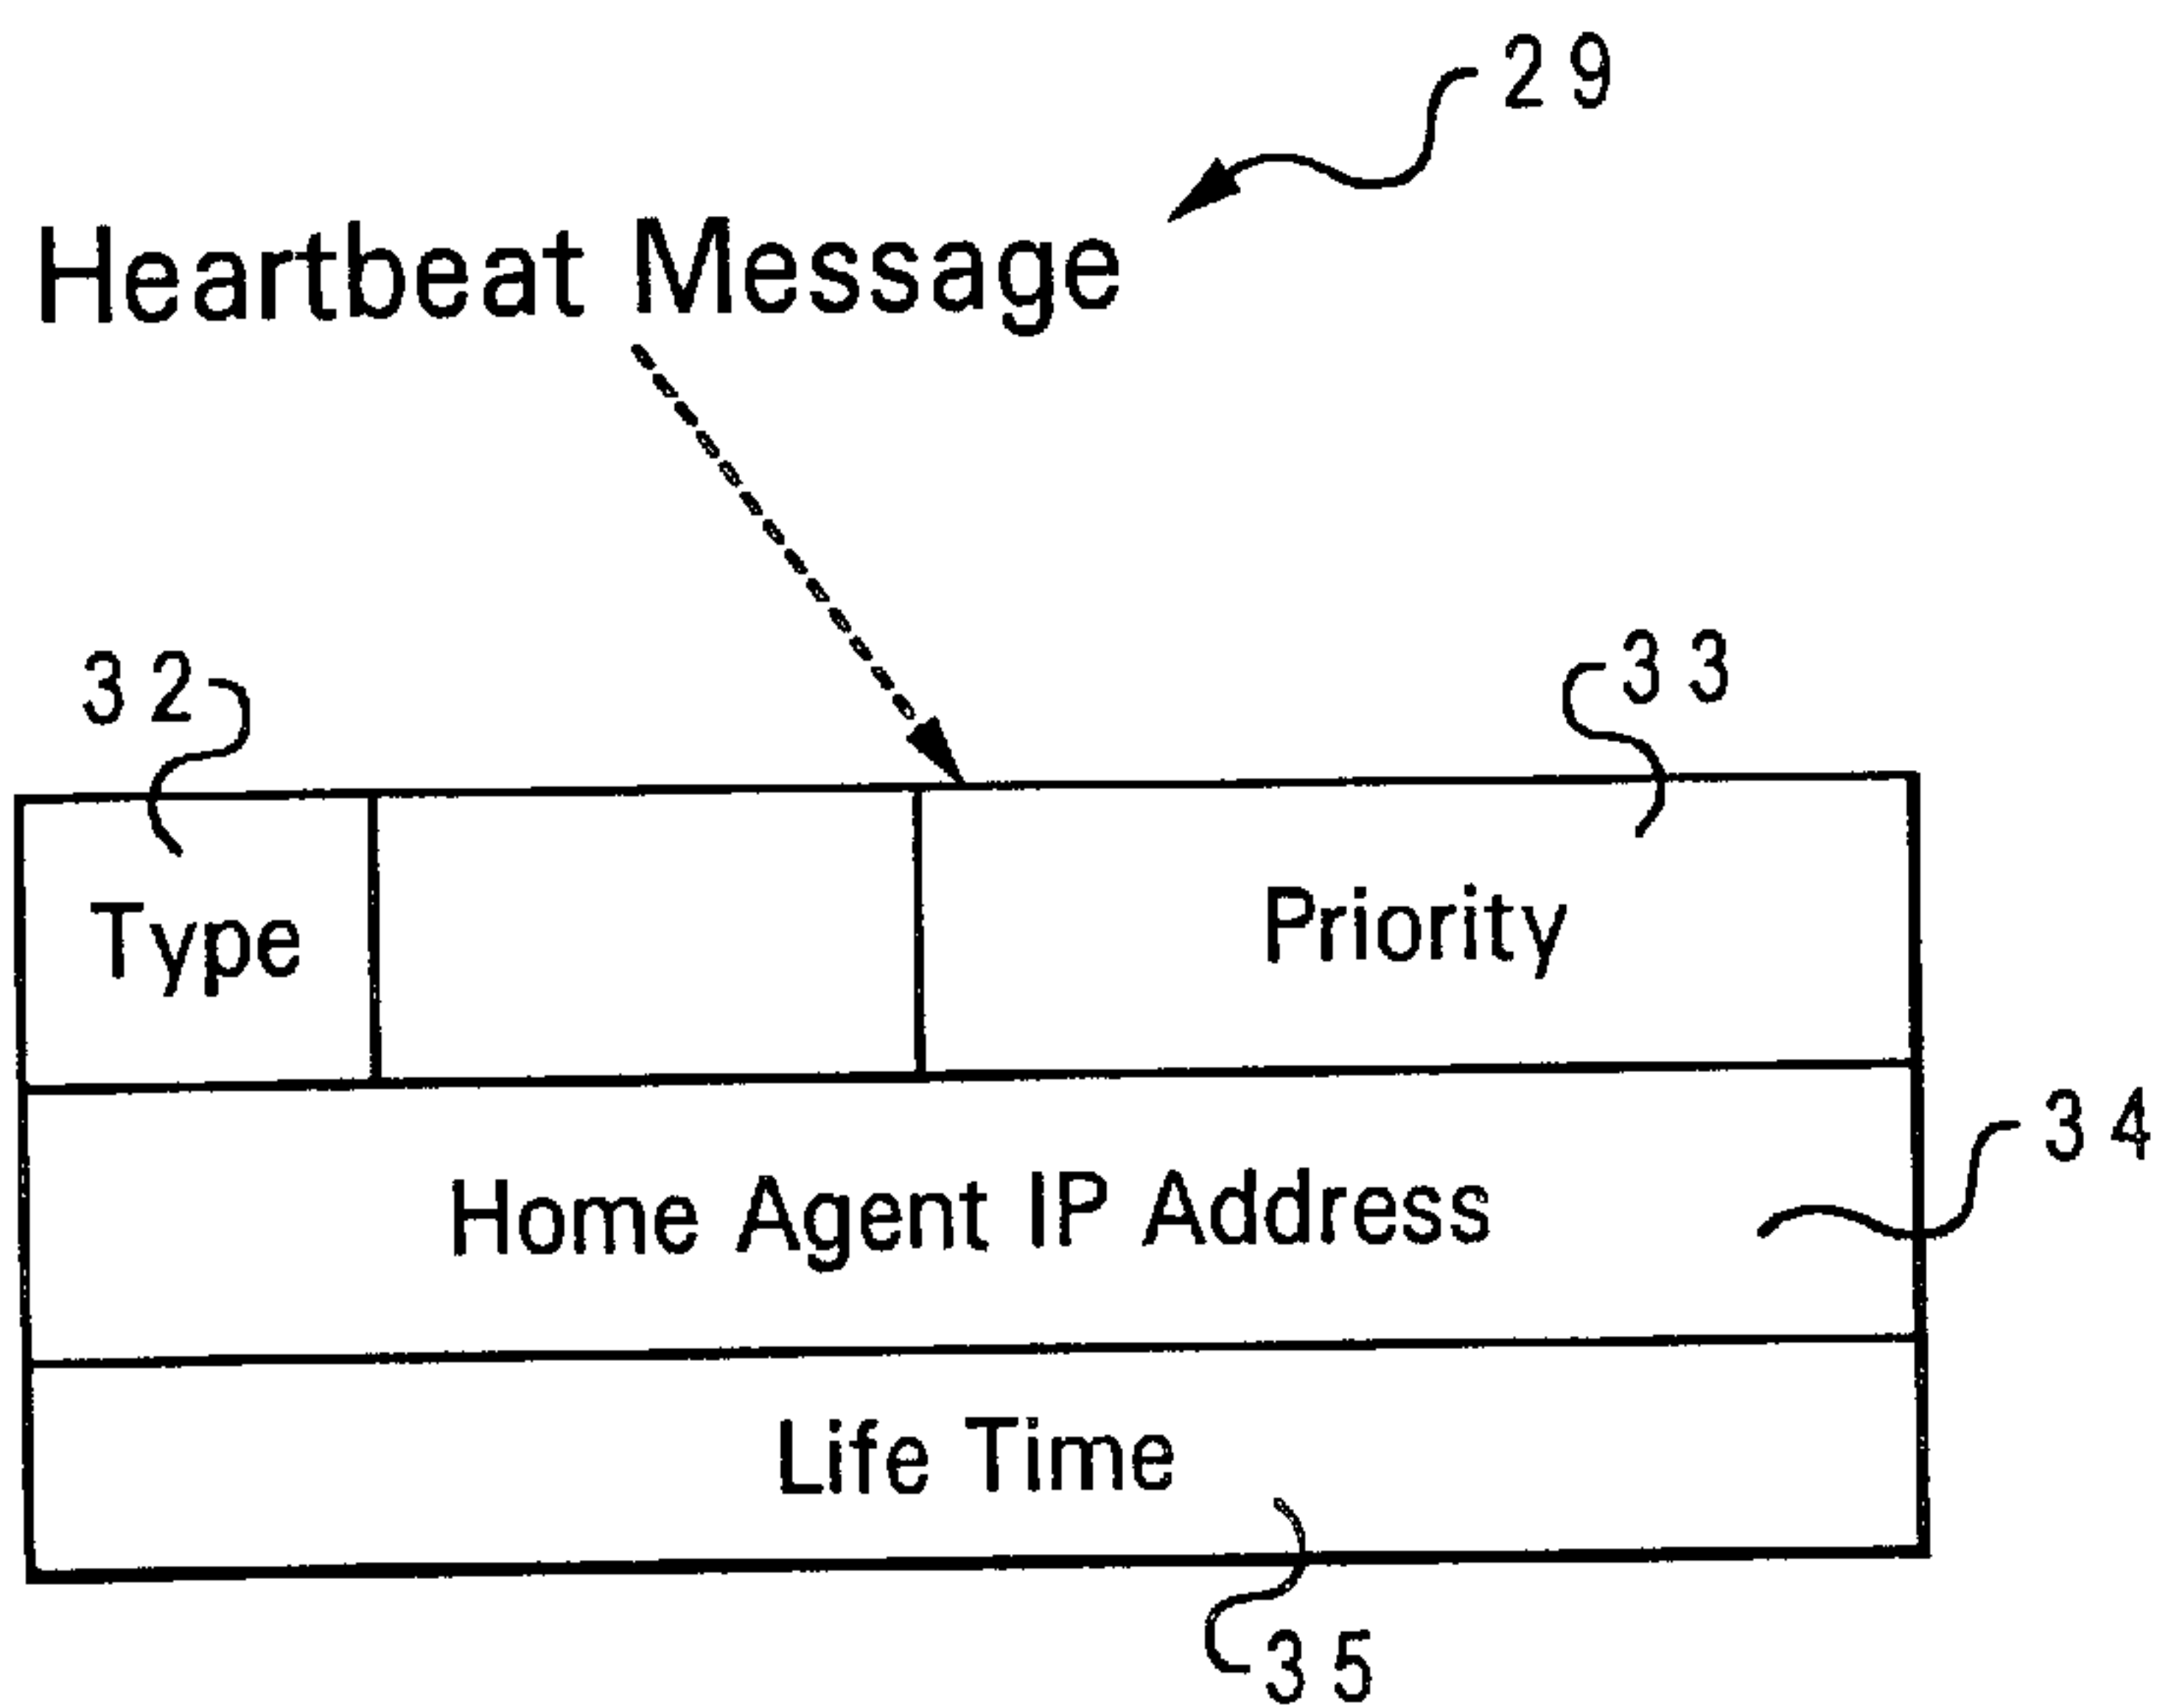 29
Heartbeat Message
32
33
Type
Priority
34
Home Agent IP Address
Life Time
35